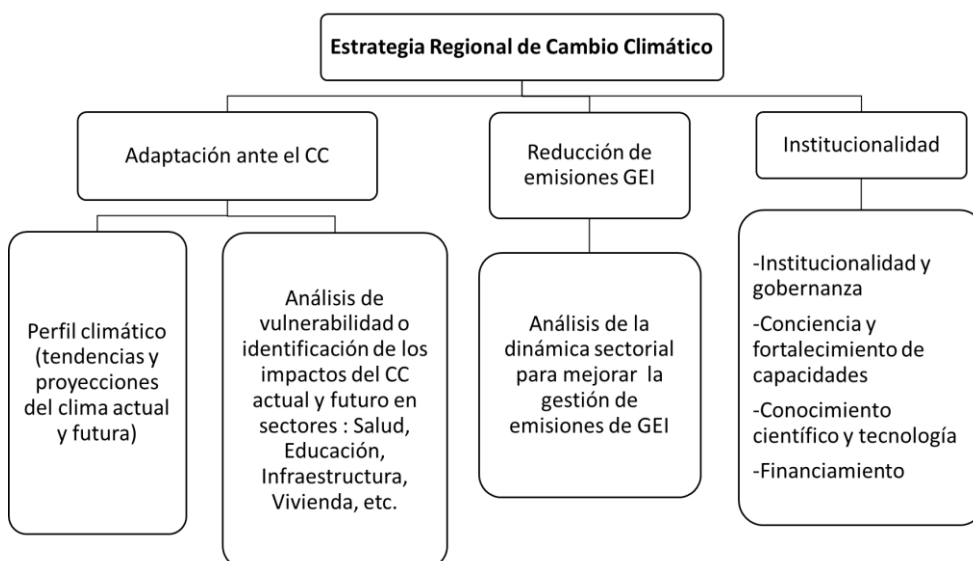 Estrategia Regional de Cambio Climático
Adaptación ante el CC
Reducción de
emisiones GEI
Institucionalidad
Perfil climático
(tendencias y
proyecciones
del clima actual
y futura)
Análisis de
vulnerabilidad o
identificación de los
impactos del CC
actual y futuro en
sectores : Salud,
Educación,
Infraestructura,
Vivienda, etc.
Análisis de la
dinámica sectorial
para mejorar  la
gestión de
emisiones de GEI
-Institucionalidad y
gobernanza
-Conciencia y
fortalecimiento de
capacidades
-Conocimiento
científico y tecnología
-Financiamiento